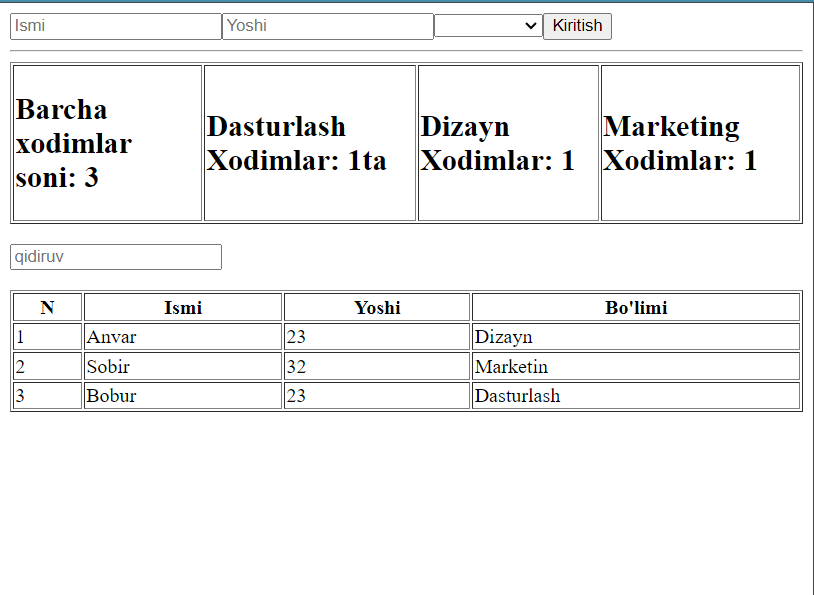 Ismi Yoshi Kiritish
Barcha
xodimlar
soni: 3
Dasturlash
Xodimlar: 1ta
Dizayn
Xodimlar: 1
Marketing
Xodimlar: 1
qidiruv
N Ismi Yoshi Bo'limi
1 Anvar 23 Dizayn
2 Sobir 32 Marketin
3 Bobur 23 Dasturlash